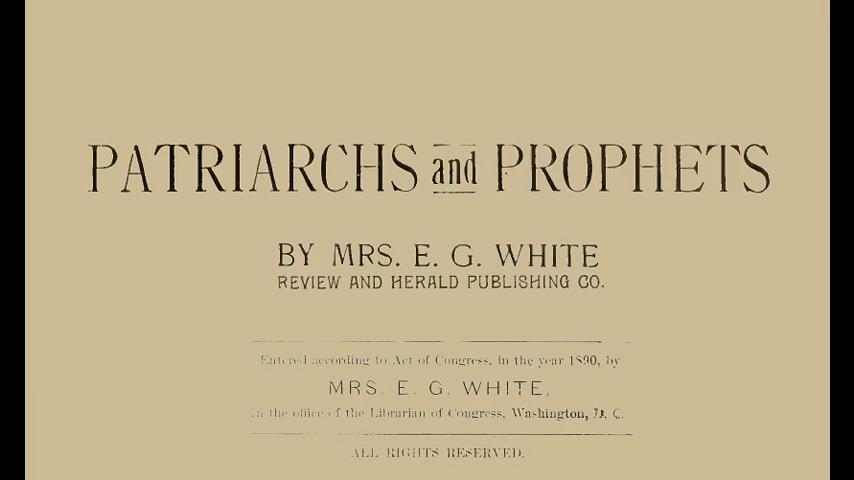 PATRIARCHS and PROPHETS
BY MRS. E. G. WHITE
REVIEW AND HERALD PUBLISHING CO.
Entered according to Act of Congress, in the year 1890, by
MRS. E. G. WHITE,
In the office of the Librarian of Congress, Washington, D. C.
ALL RIGHTS RESERVED.